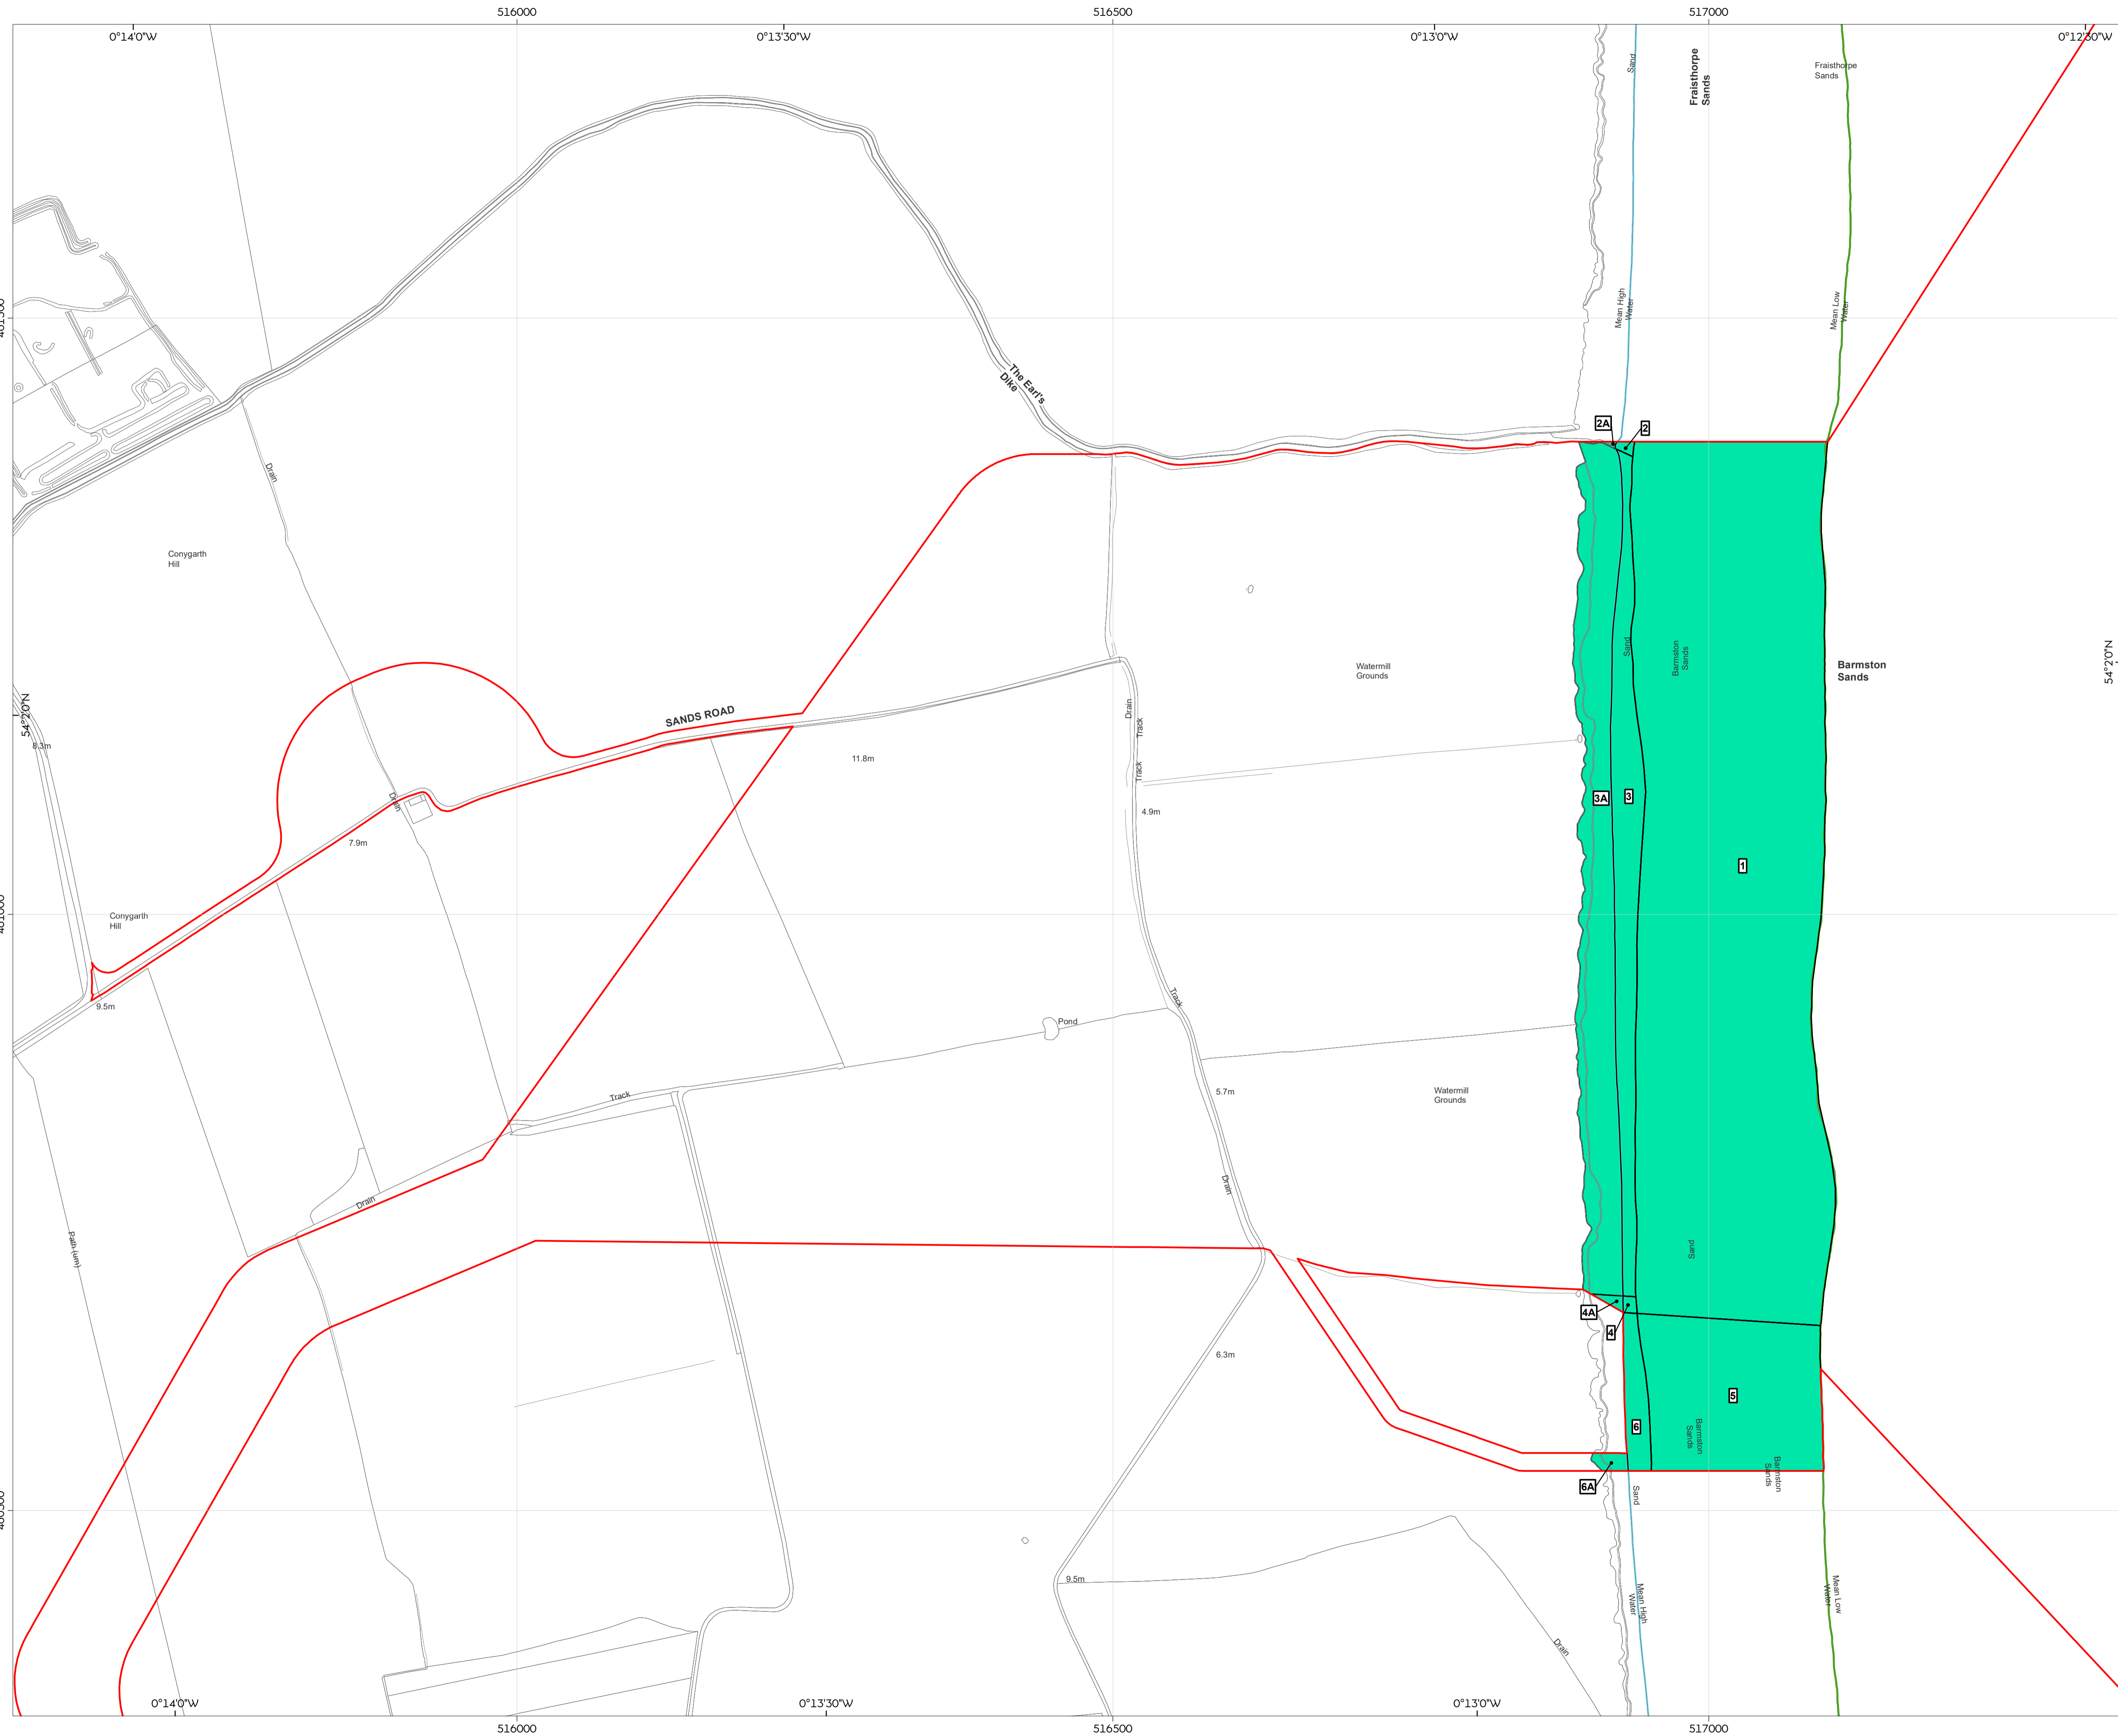 516000
516500
517000
0°14'0"W
0°13'30"W
0°13'0"W
0°12'30"W
Sand
Fraisthorpe
Sands
Fraisthorpe
Sands
Mean High
Water
Mean Low
Water
The Earl's
Dike
2A
2
Drain
Conygarth
Hill
Barmston
Sands
Sand
Watermill
Grounds
Barmston
Sands
54°2'0"N
54°2'0"N
SANDS ROAD
Drain
Track
8.3m
11.8m
Track
3A
3
Drain
4.9m
7.9m
1
Conygarth
Hill
9.5m
Track
Pond
Track
5.7m
Watermill
Grounds
Drain
Drain
Path (um)
Sand
4A
4
6.3m
5
6
Barmston
Sands
Barmston
Sands
6A
Sand
9.5m
Mean High
Water
Mean Low
Water
Drain
0°14'0"W
0°13'30"W
0°13'0"W
516000
516500
517000